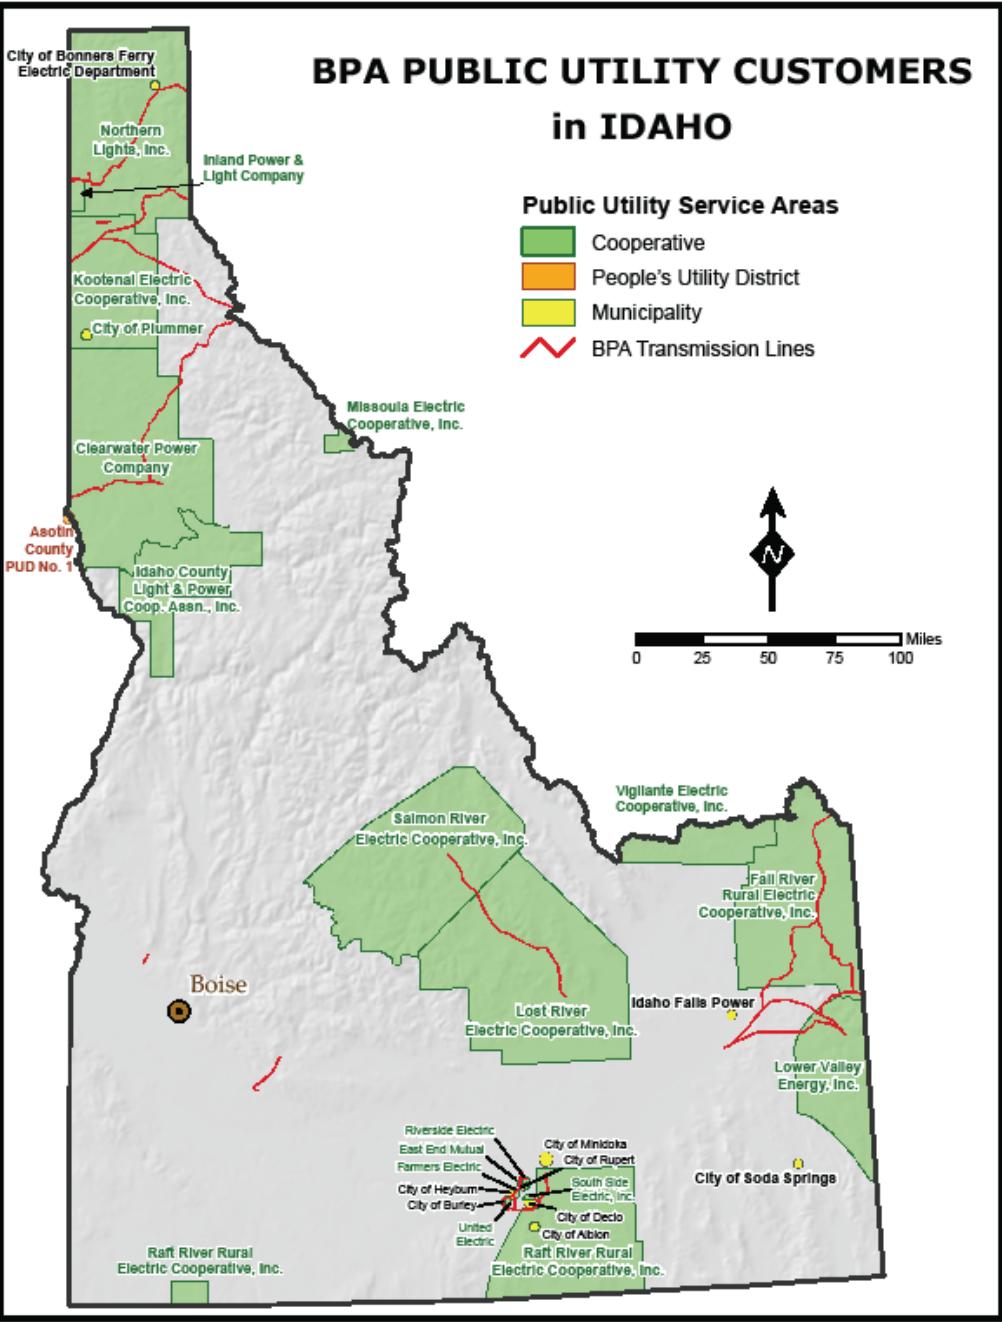 BPA PUBLIC UTILITY CUSTOMERS
in IDAHO
City of Bonners Ferry
Electric Department
Northern
Lights, Inc.
Inland Power &
Light Company
Public Utility Service Areas
Cooperative
People's Utility District
Municipality
BPA Transmission Lines
Kootenai Electric
Cooperative, Inc.
City of Plummer
Missoula Electric
Cooperative, Inc.
Clearwater Power
Company
Asotin
County
PUD No. 1
Idaho County
Light & Power
Coop. Assn., Inc.
N
Miles
0 25 50 75 100
Vigilante Electric
Cooperative, Inc.
Salmon River
Electric Cooperative, Inc.
Fall River
Rural Electric
Cooperative, Inc.
Boise
Idaho Falls Power
Lost River
Electric Cooperative, Inc.
Lower Valley
Energy, Inc.
Riverside Electric
East End Mutual
Farmers Electric
City of Heyburn
City of Burley
United
Electric
City of Minidoka
City of Rupert
South Side
Electric, Inc.
City of Declo
City of Albion
City of Soda Springs
Raft River Rural
Electric Cooperative, Inc.
Raft River Rural
Electric Cooperative, Inc.